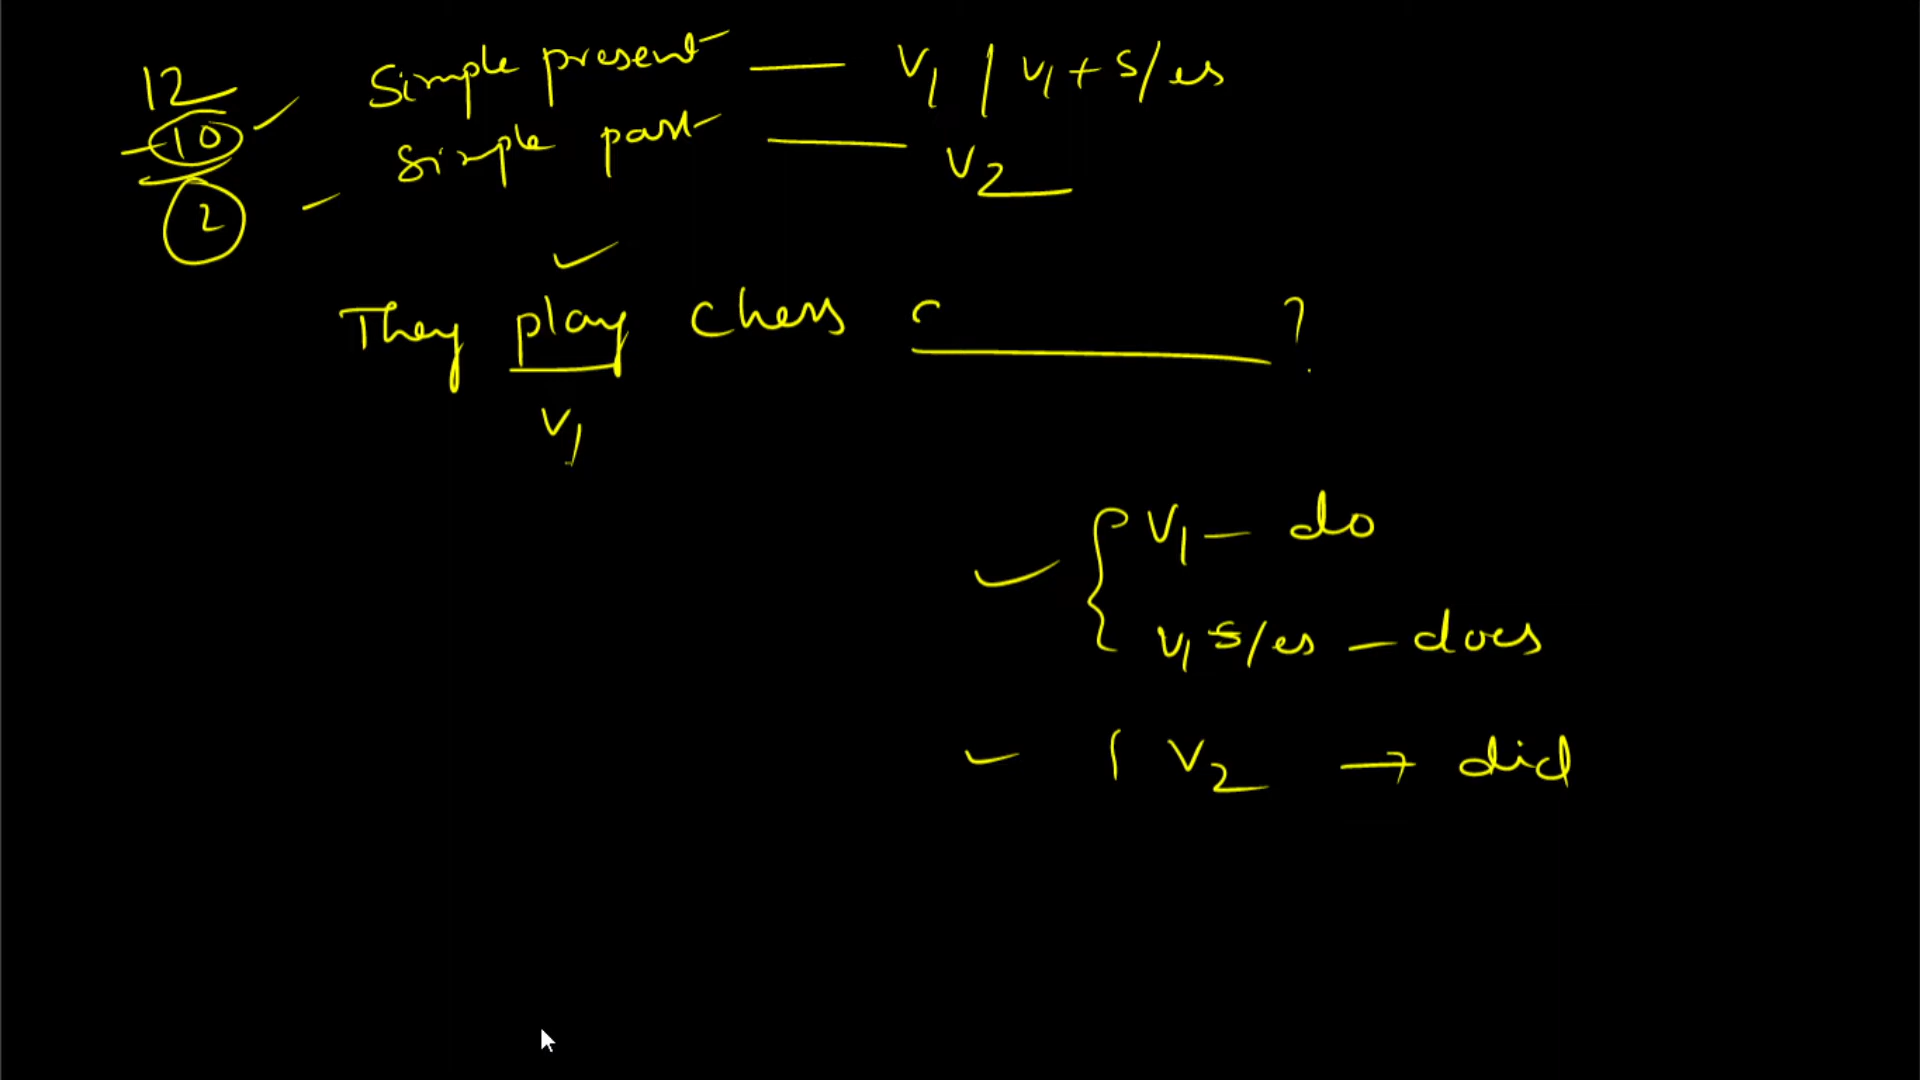 12 Simple present — V1 / V1 + s/es
-10 Simple past — V2
2
They play chess ?
V1
V1 — do
V1 s/es — does
V2 → did